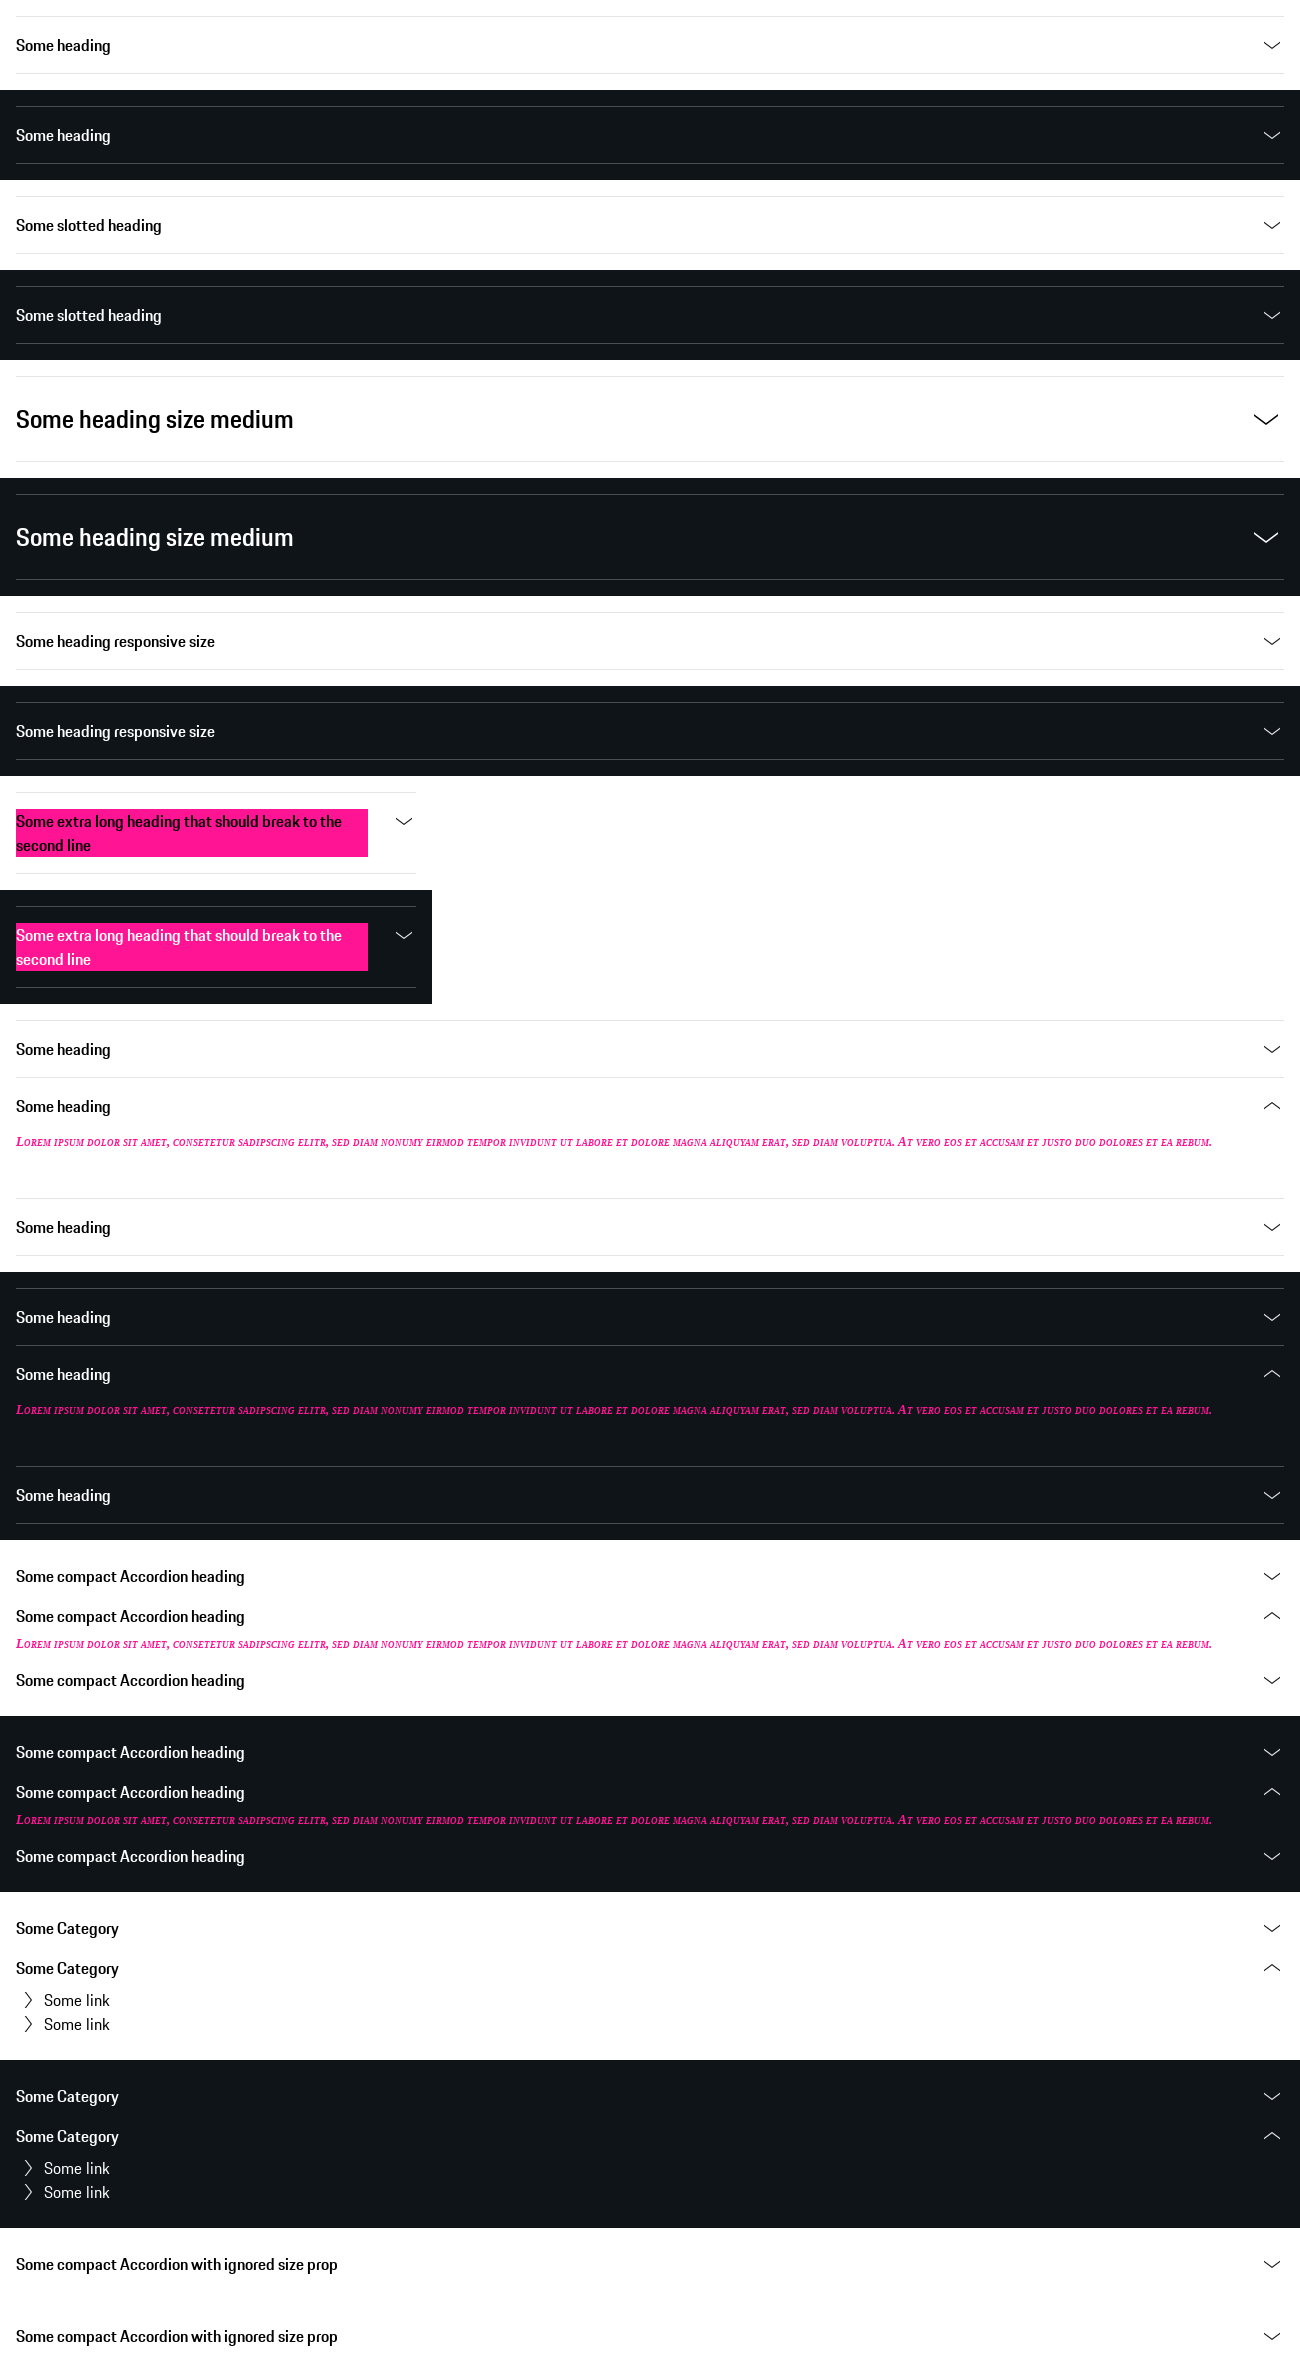 Some heading
Some heading
Some slotted heading
Some slotted heading
Some heading size medium
Some heading size medium
Some heading responsive size
Some heading responsive size
Some extra long heading that should break to the
second line
Some extra long heading that should break to the
second line
Some heading
Some heading
Lorem ipsum dolor sit amet, consetetur sadipscing elitr, sed diam nonumy eirmod tempor invidunt ut labore et dolore magna aliquyam erat, sed diam voluptua. At vero eos et accusam et justo duo dolores et ea rebum.
Some heading
Some heading
Some heading
Lorem ipsum dolor sit amet, consetetur sadipscing elitr, sed diam nonumy eirmod tempor invidunt ut labore et dolore magna aliquyam erat, sed diam voluptua. At vero eos et accusam et justo duo dolores et ea rebum.
Some heading
Some compact Accordion heading
Some compact Accordion heading
Lorem ipsum dolor sit amet, consetetur sadipscing elitr, sed diam nonumy eirmod tempor invidunt ut labore et dolore magna aliquyam erat, sed diam voluptua. At vero eos et accusam et justo duo dolores et ea rebum.
Some compact Accordion heading
Some compact Accordion heading
Some compact Accordion heading
Lorem ipsum dolor sit amet, consetetur sadipscing elitr, sed diam nonumy eirmod tempor invidunt ut labore et dolore magna aliquyam erat, sed diam voluptua. At vero eos et accusam et justo duo dolores et ea rebum.
Some compact Accordion heading
Some Category
Some Category
Some link
Some link
Some Category
Some Category
Some link
Some link
Some compact Accordion with ignored size prop
Some compact Accordion with ignored size prop